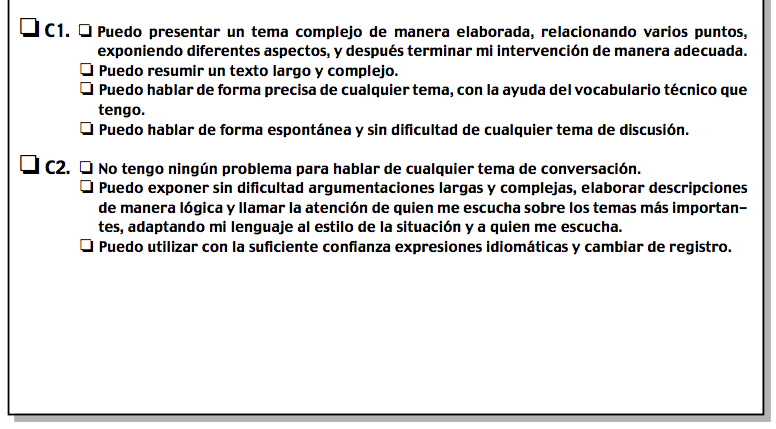 ❏ C1. ❏ Puedo presentar un tema complejo de manera elaborada, relacionando varios puntos,
exponiendo diferentes aspectos, y después terminar mi intervención de manera adecuada.
❏ Puedo resumir un texto largo y complejo.
❏ Puedo hablar de forma precisa de cualquier tema, con la ayuda del vocabulario técnico que
tengo.
❏ Puedo hablar de forma espontánea y sin dificultad de cualquier tema de discusión.
❏ C2. ❏ No tengo ningún problema para hablar de cualquier tema de conversación.
❏ Puedo exponer sin dificultad argumentaciones largas y complejas, elaborar descripciones
de manera lógica y llamar la atención de quien me escucha sobre los temas más importan-
tes, adaptando mi lenguaje al estilo de la situación y a quien me escucha.
❏ Puedo utilizar con la suficiente confianza expresiones idiomáticas y cambiar de registro.